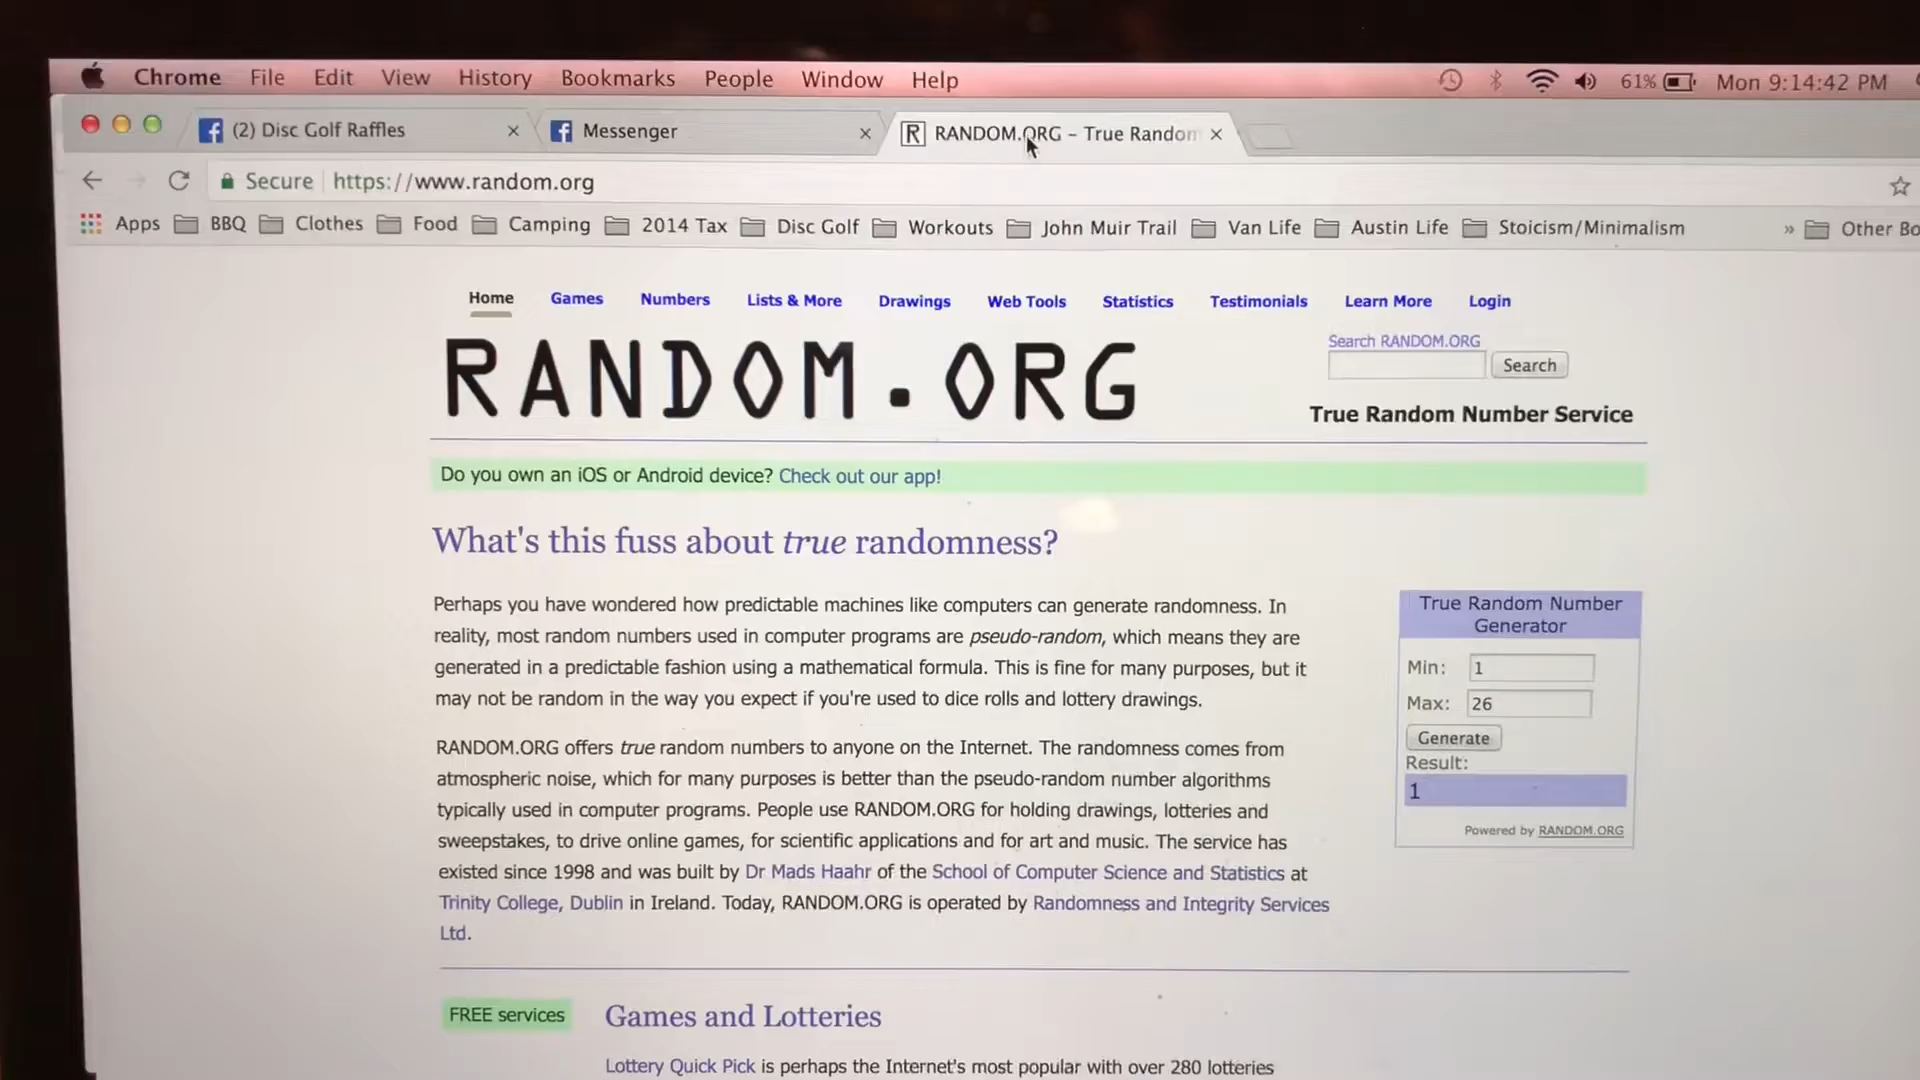 Chrome File Edit View History Bookmarks People Window Help 61% Mon 9:14:42 PM
(2) Disc Golf Raffles Messenger RANDOM.ORG – True Random
Secure https://www.random.org
Apps BBQ Clothes Food Camping 2014 Tax Disc Golf Workouts John Muir Trail Van Life Austin Life Stoicism/Minimalism » Other Bo
Home Games Numbers Lists & More Drawings Web Tools Statistics Testimonials Learn More Login
RANDOM.ORG
Search RANDOM.ORG
Search
True Random Number Service
Do you own an iOS or Android device? Check out our app!
What's this fuss about true randomness?
Perhaps you have wondered how predictable machines like computers can generate randomness. In
reality, most random numbers used in computer programs are pseudo-random, which means they are
generated in a predictable fashion using a mathematical formula. This is fine for many purposes, but it
may not be random in the way you expect if you're used to dice rolls and lottery drawings.
RANDOM.ORG offers true random numbers to anyone on the Internet. The randomness comes from
atmospheric noise, which for many purposes is better than the pseudo-random number algorithms
typically used in computer programs. People use RANDOM.ORG for holding drawings, lotteries and
sweepstakes, to drive online games, for scientific applications and for art and music. The service has
existed since 1998 and was built by Dr Mads Haahr of the School of Computer Science and Statistics at
Trinity College, Dublin in Ireland. Today, RANDOM.ORG is operated by Randomness and Integrity Services
Ltd.
True Random Number
Generator
Min: 1
Max: 26
Generate
Result:
1
Powered by RANDOM.ORG
FREE services
Games and Lotteries
Lottery Quick Pick is perhaps the Internet's most popular with over 280 lotteries